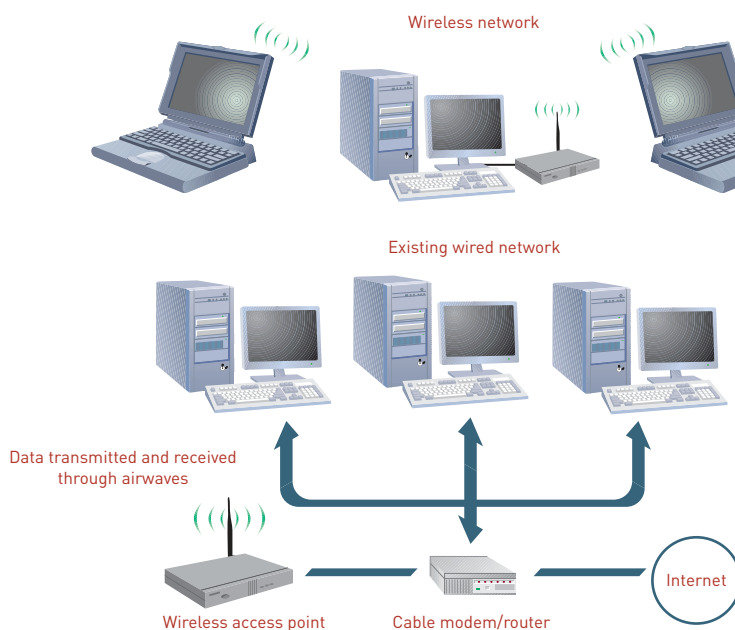 Wireless network
Existing wired network
Data transmitted and received
through airwaves
Internet
Wireless access point
Cable modem/router